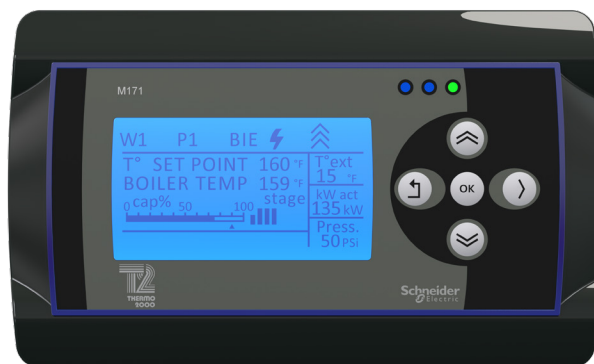 M171
W1 P1 BIE
T° SET POINT 160 °F
BOILER TEMP 159 °F
0 cap% 50 100 stage
T°ext
15 °F
kW act
135 kW
Press.
50 PSi
OK
T2
THERMO
2000
Schneider
Electric